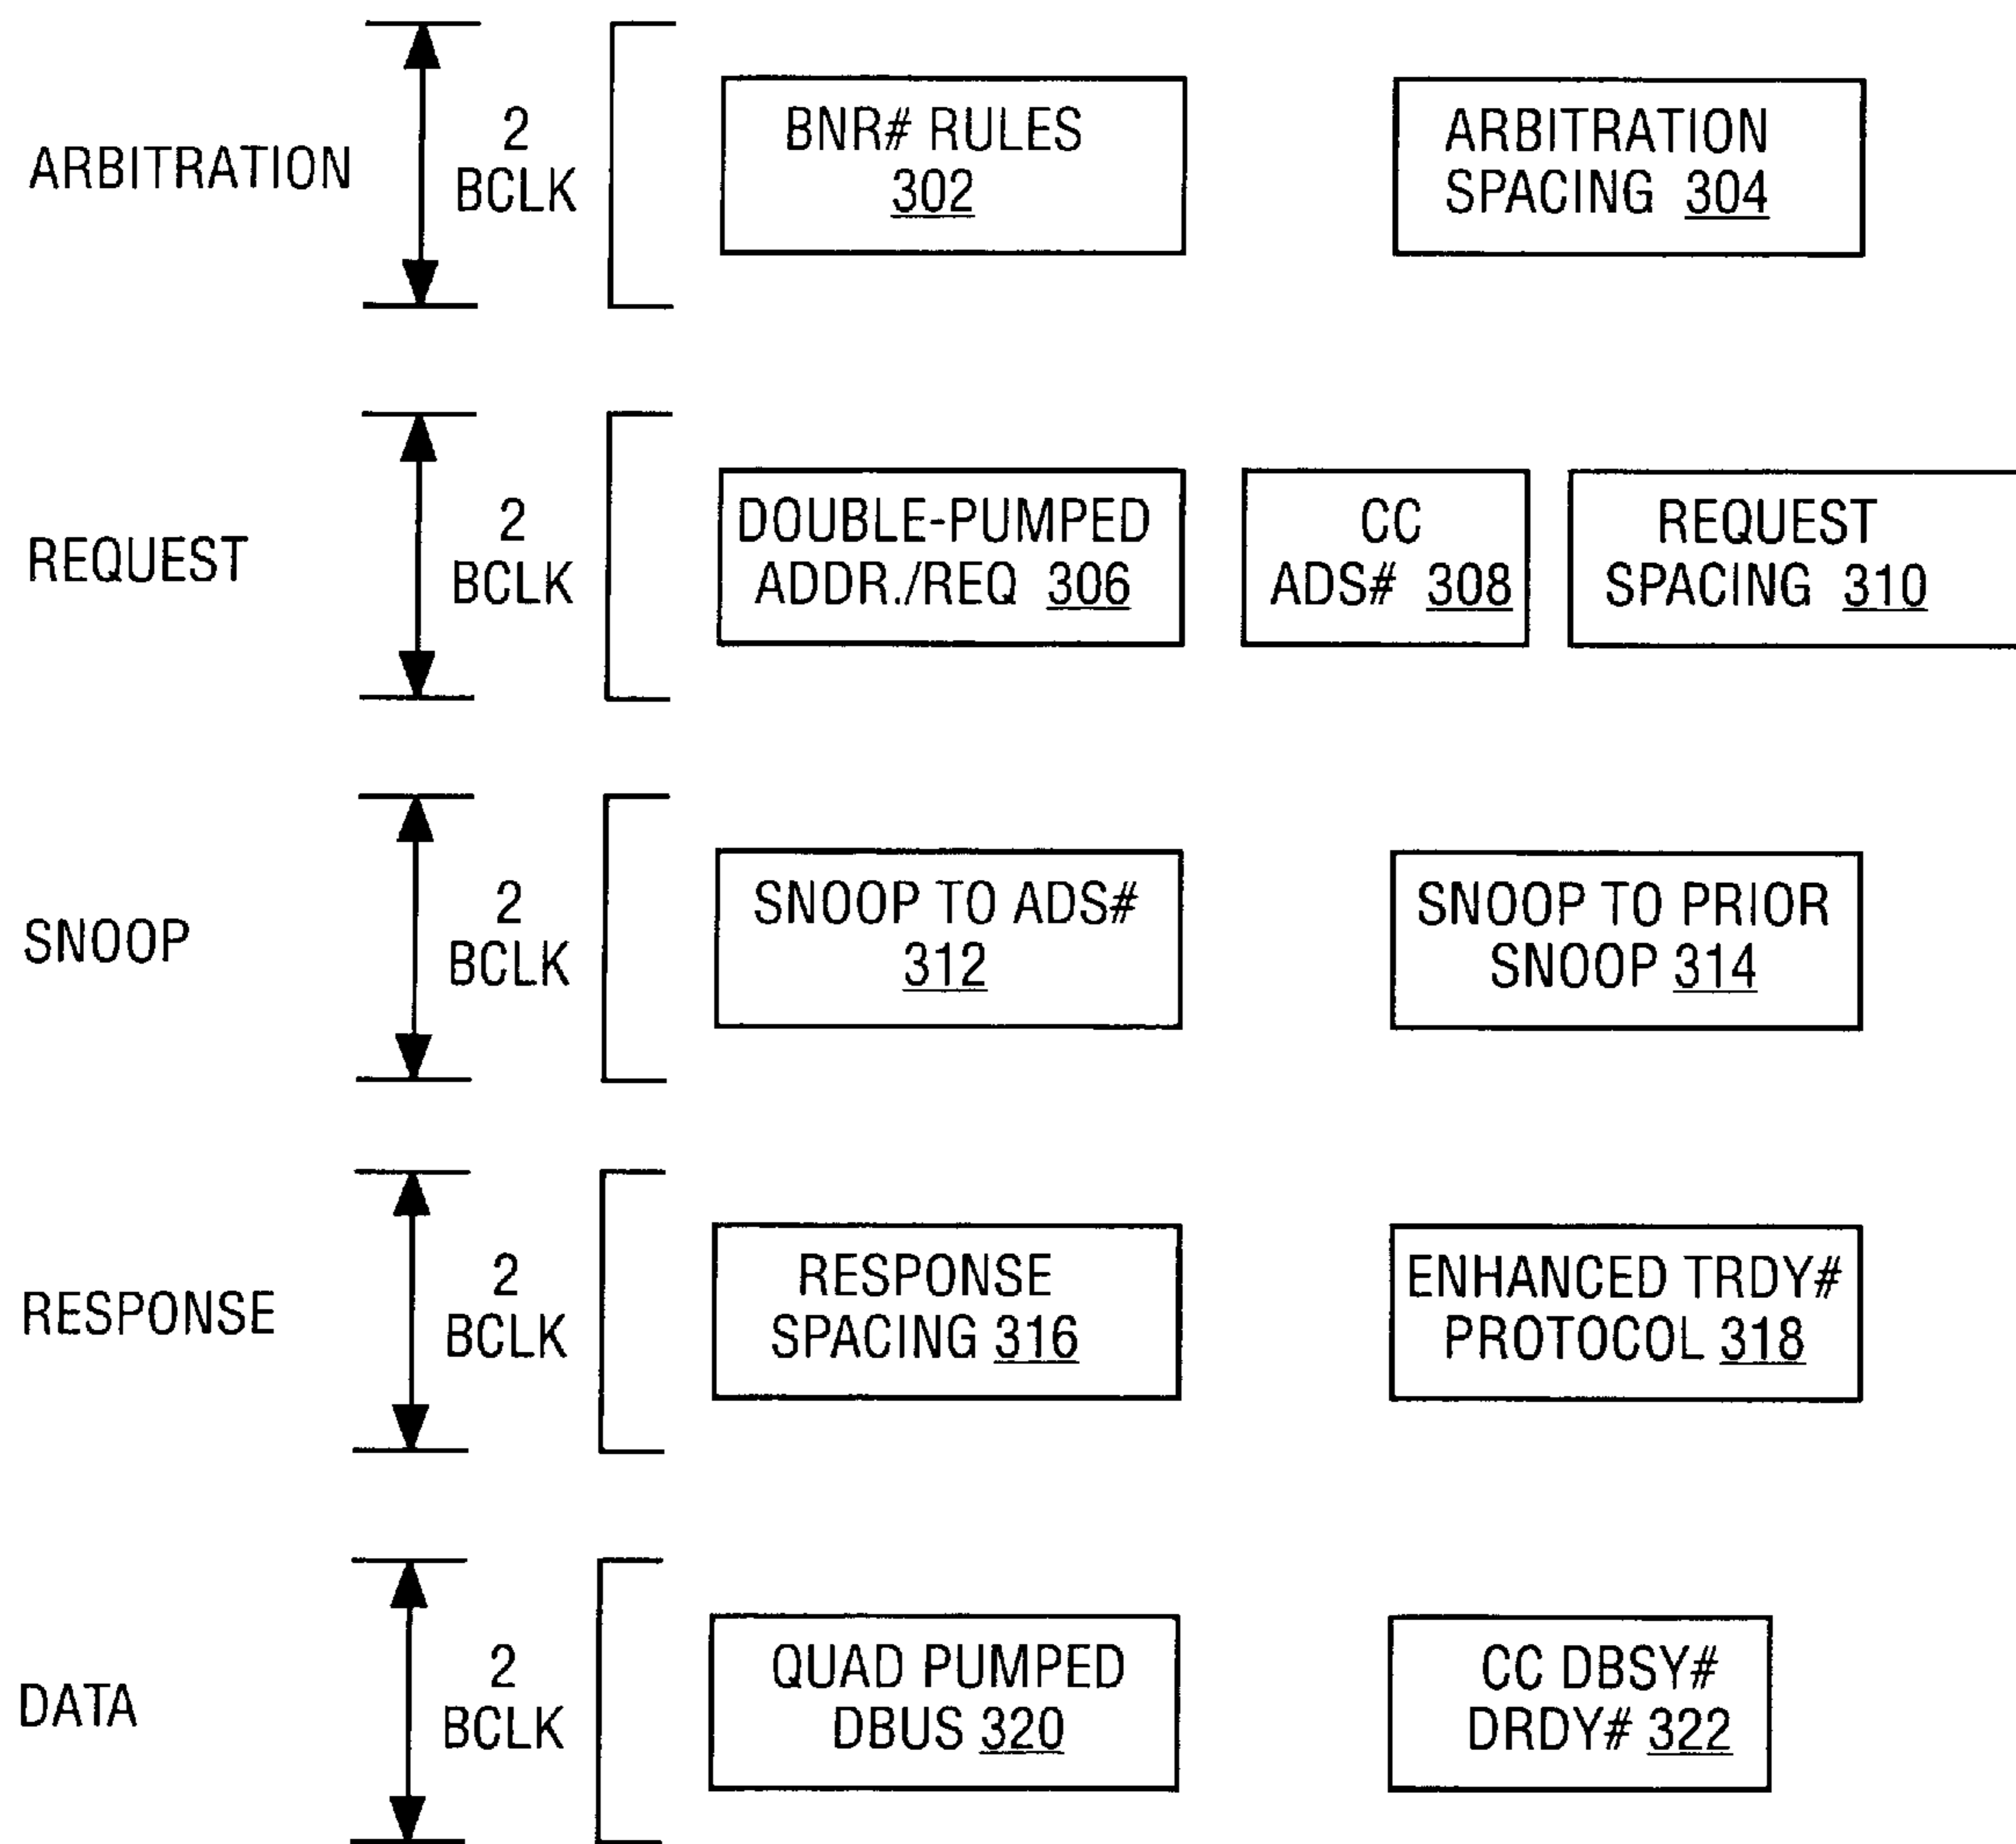 ARBITRATION
2
BCLK
BNR# RULES
302
ARBITRATION
SPACING 304
REQUEST
2
BCLK
DOUBLE-PUMPED
ADDR./REQ 306
CC
ADS# 308
REQUEST
SPACING 310
SNOOP
2
BCLK
SNOOP TO ADS#
312
SNOOP TO PRIOR
SNOOP 314
RESPONSE
2
BCLK
RESPONSE
SPACING 316
ENHANCED TRDY#
PROTOCOL 318
DATA
2
BCLK
QUAD PUMPED
DBUS 320
CC DBSY#
DRDY# 322